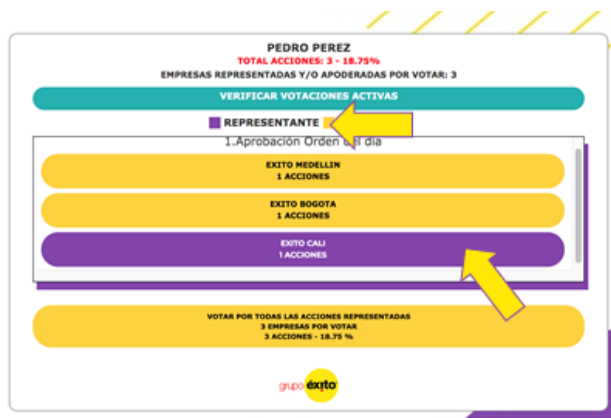 PEDRO PEREZ
TOTAL ACCIONES: 3 - 18.75%
EMPRESAS REPRESENTADAS Y/O APODERADAS POR VOTAR: 3
VERIFICAR VOTACIONES ACTIVAS
REPRESENTANTE
1.Aprobación Orden del día
EXITO MEDELLIN
1 ACCIONES
EXITO BOGOTA
1 ACCIONES
EXITO CALI
1 ACCIONES
VOTAR POR TODAS LAS ACCIONES REPRESENTADAS
3 EMPRESAS POR VOTAR
3 ACCIONES - 18.75 %
grupo éxito